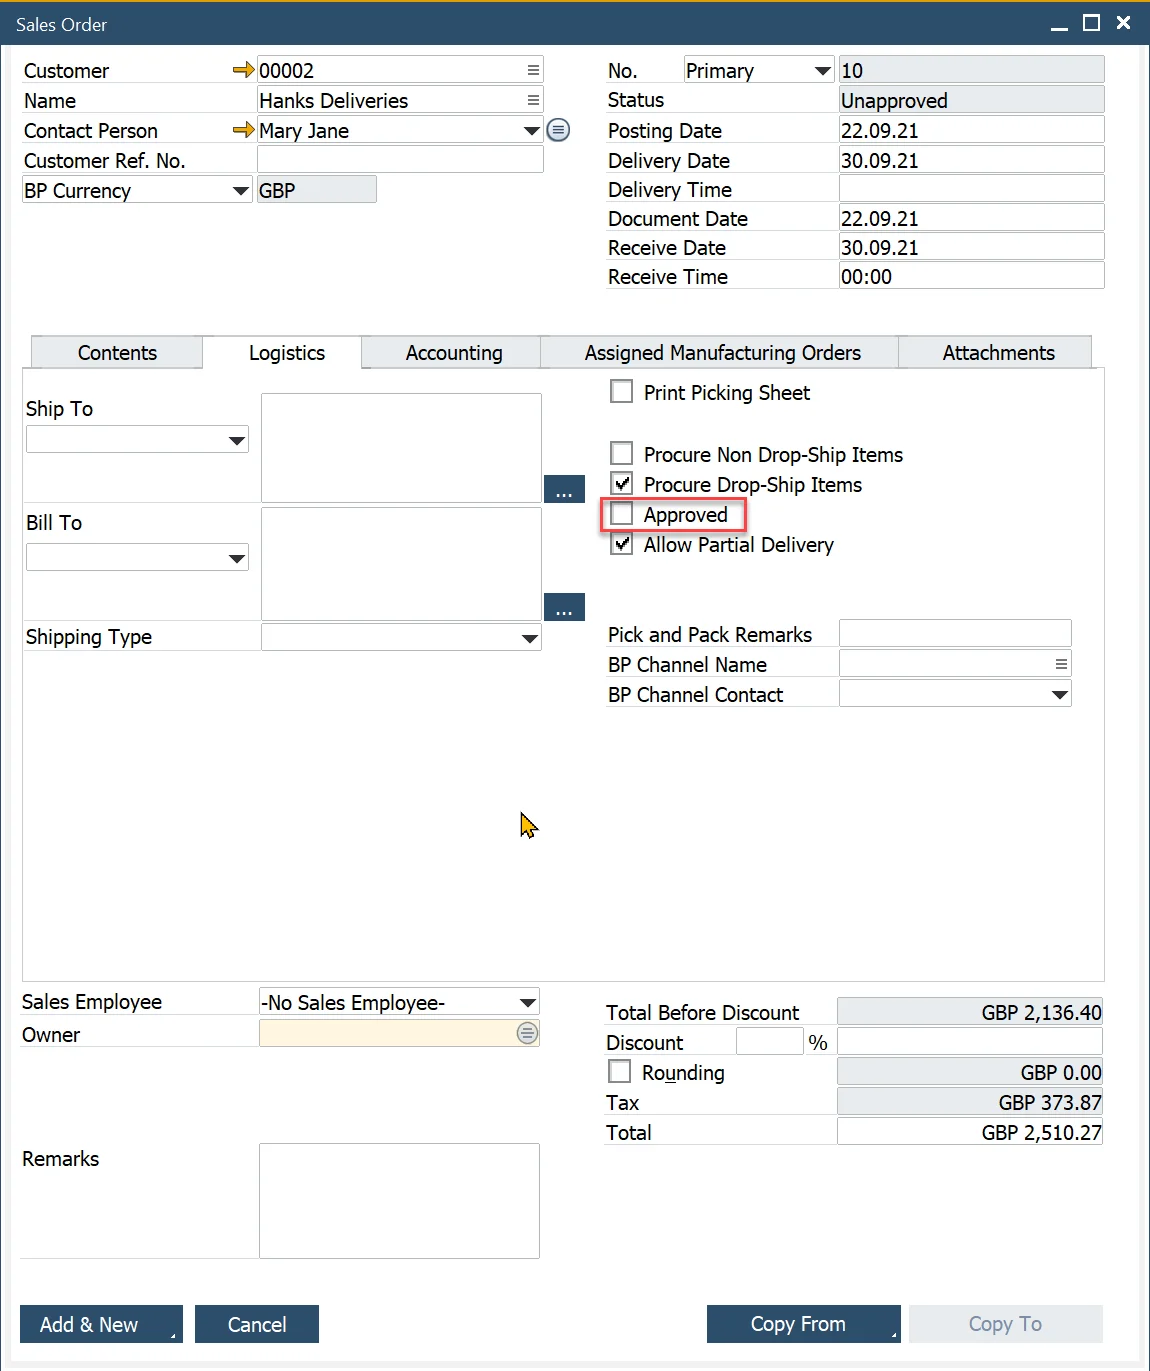 Sales Order
Customer 00002
Name Hanks Deliveries
Contact Person Mary Jane
Customer Ref. No.
BP Currency GBP
No. Primary 10
Status Unapproved
Posting Date 22.09.21
Delivery Date 30.09.21
Delivery Time
Document Date 22.09.21
Receive Date 30.09.21
Receive Time 00:00
Contents Logistics Accounting Assigned Manufacturing Orders Attachments
Ship To
...
Bill To
...
Shipping Type
Print Picking Sheet
Procure Non Drop-Ship Items
Procure Drop-Ship Items
Approved
Allow Partial Delivery
Pick and Pack Remarks
BP Channel Name
BP Channel Contact
Sales Employee -No Sales Employee-
Owner
Remarks
Total Before Discount GBP 2,136.40
Discount %
Rounding GBP 0.00
Tax GBP 373.87
Total GBP 2,510.27
Add & New Cancel Copy From Copy To